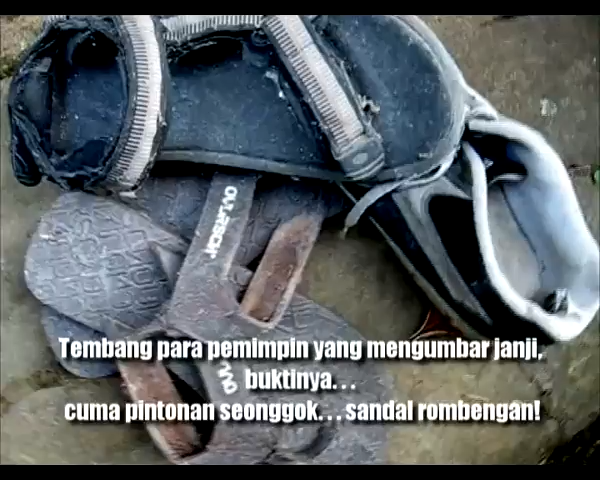 Tembang para pemimpin yang mengumbar janji,
buktinya...
cuma pintonan seonggok...sandal rombengan!